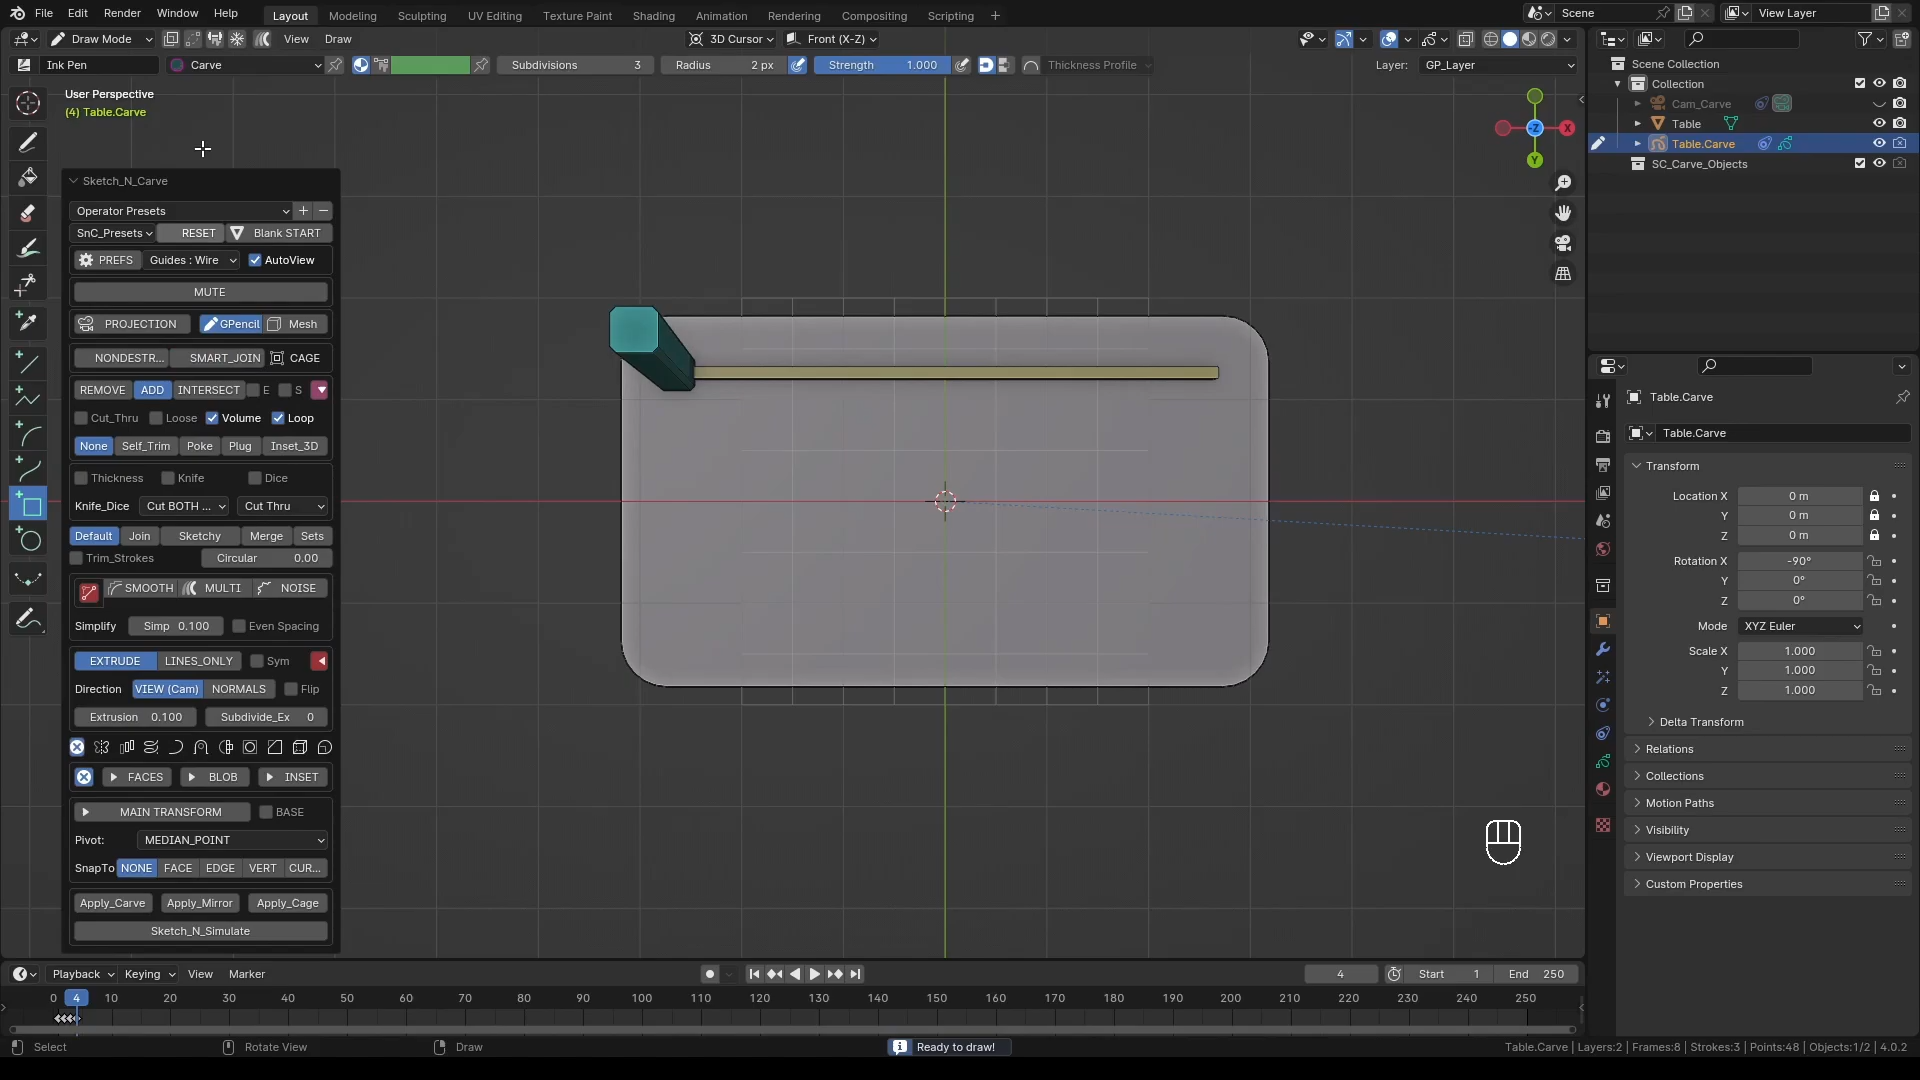 File Edit Render Window Help Layout Modeling Sculpting UV Editing Texture Paint Shading Animation Rendering Compositing Scripting + Scene View Layer
Draw Mode View Draw 3D Cursor Front (X-Z)
Ink Pen Carve Subdivisions 3 Radius 2 px Strength 1.000 Thickness Profile Layer: GP_Layer
User Perspective
(4) Table.Carve
Sketch_N_Carve
Operator Presets + −
SnC_Presets RESET Blank START
PREFS Guides : Wire AutoView
MUTE
PROJECTION GPencil Mesh
NONDESTR... SMART_JOIN CAGE
REMOVE ADD INTERSECT E S
Cut_Thru Loose Volume Loop
None Self_Trim Poke Plug Inset_3D
Thickness Knife Dice
Knife_Dice Cut BOTH ... Cut Thru
Default Join Sketchy Merge Sets
Trim_Strokes Circular 0.00
SMOOTH MULTI NOISE
Simplify Simp 0.100 Even Spacing
EXTRUDE LINES_ONLY Sym
Direction VIEW (Cam) NORMALS Flip
Extrusion 0.100 Subdivide_Ex 0
FACES BLOB INSET
MAIN TRANSFORM BASE
Pivot: MEDIAN_POINT
SnapTo NONE FACE EDGE VERT CUR...
Apply_Carve Apply_Mirror Apply_Cage
Sketch_N_Simulate
-Z X
Y
Scene Collection
Collection
Cam_Carve
Table
Table.Carve
SC_Carve_Objects
Table.Carve
Table.Carve
Transform
Location X 0 m
Y 0 m
Z 0 m
Rotation X -90°
Y 0°
Z 0°
Mode XYZ Euler
Scale X 1.000
Y 1.000
Z 1.000
Delta Transform
Relations
Collections
Motion Paths
Visibility
Viewport Display
Custom Properties
Playback Keying View Marker 4 Start 1 End 250
0 4 10 20 30 40 50 60 70 80 90 100 110 120 130 140 150 160 170 180 190 200 210 220 230 240 250
Select Rotate View Draw Ready to draw! Table.Carve | Layers:2 | Frames:8 | Strokes:3 | Points:48 | Objects:1/2 | 4.0.2